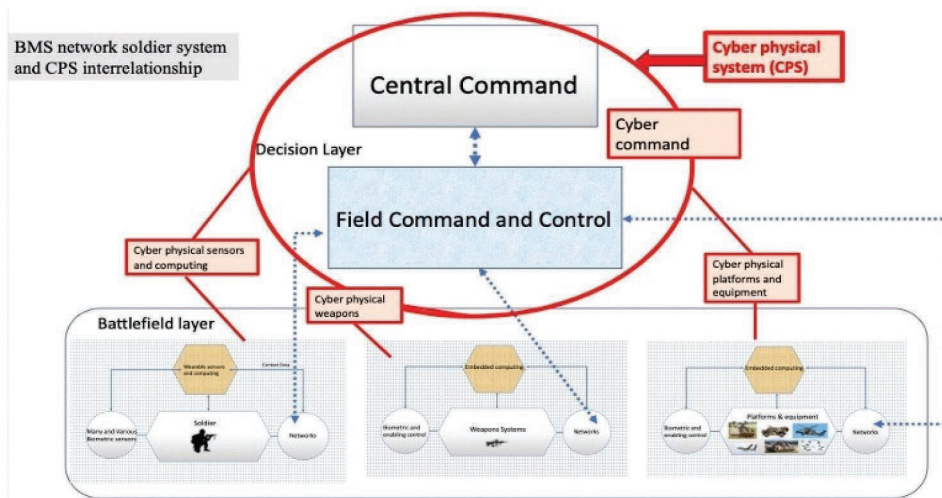 BMS network soldier system
and CPS interrelationship
Cyber physical
system (CPS)
Central Command
Cyber
command
Decision Layer
Field Command and Control
Cyber physical sensors
and computing
Cyber physical
weapons
Cyber physical
platforms and
equipment
Battlefield layer
Wearable sensors
and computing
Context Data
Many and Various
Biometric sensors
Soldier
Networks
Embedded computing
Biometric and
enabling control
Weapons Systems
Networks
Embedded computing
Biometric and
enabling control
Platforms & equipment
Networks